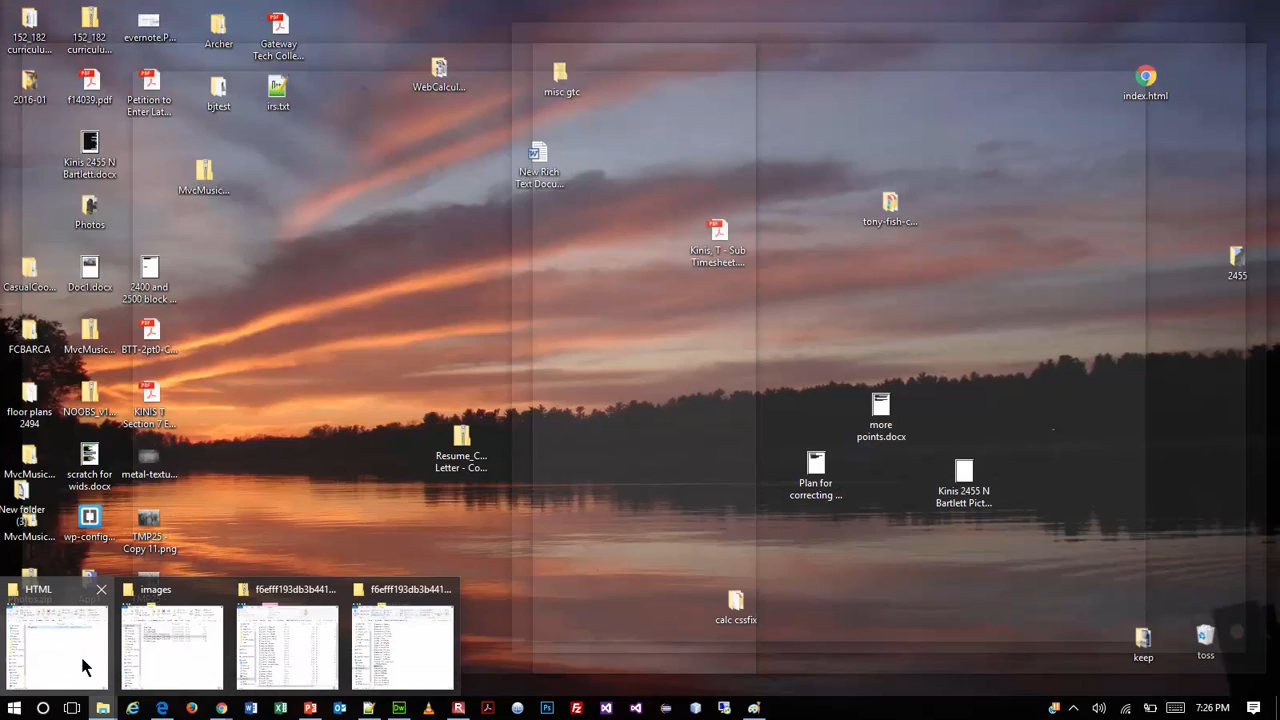 152_182
curriculu...
152_182
curriculu...
evernote.P...
Archer
Gateway
Tech Colle...
2016-01
f14039.pdf
Petition to
Enter Lat...
bjtest
irs.txt
WebCalcul...
misc gtc
index.html
Kinis 2455 N
Bartlett.docx
MvcMusic...
New Rich
Text Docu...
Photos
Kinis, T - Sub
Timesheet....
tony-fish-c...
2455
CasualCoo...
Doc1.docx
2400 and
2500 block ...
FCBARCA
MvcMusic...
BTT-2pt0-G...
floor plans
2494
NOOBS_v1...
KINIS T
Section 7 E...
more
points.docx
Resume_C...
Letter - Co...
MvcMusic...
scratch for
wids.docx
metal-textu...
Plan for
correcting ...
Kinis 2455 N
Bartlett Pict...
New folder
(3)
MvcMusic...
wp-config...
TMP25 -
Copy 11.png
HTML
images
f6efff193db3b441...
f6efff193db3b441...
calc cssfix
toss
7:26 PM